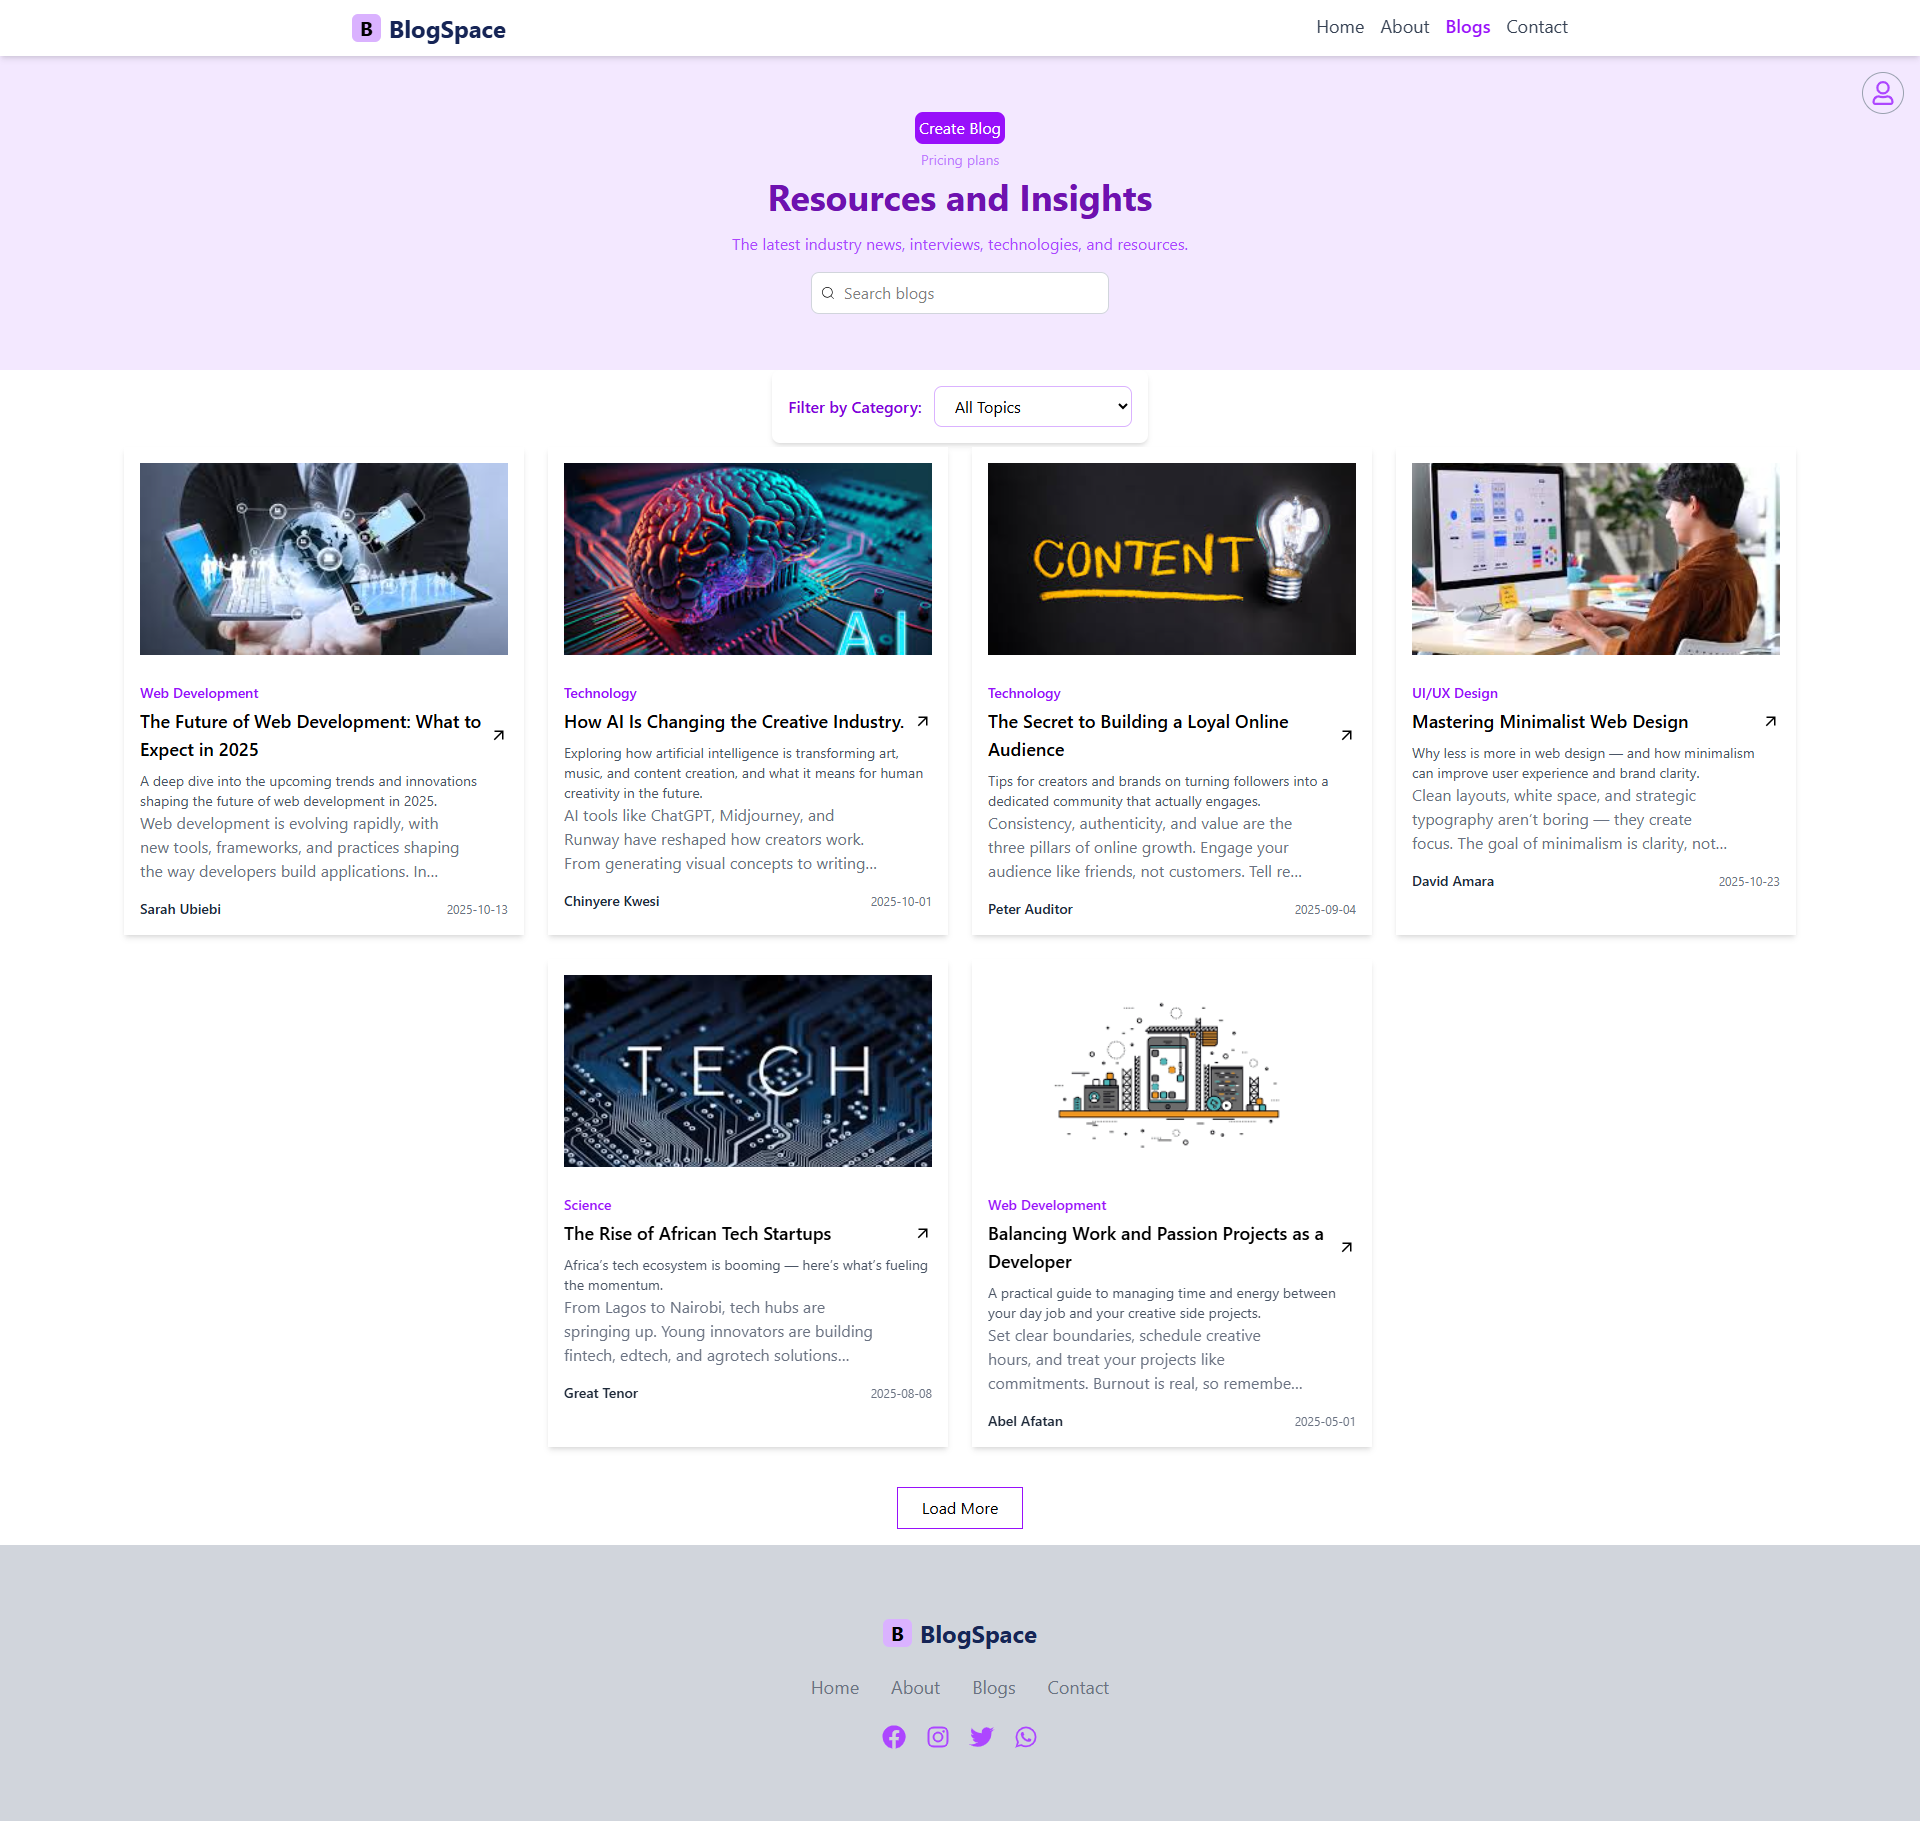 B BlogSpace
Home About Blogs Contact
Create Blog
Pricing plans
Resources and Insights
The latest industry news, interviews, technologies, and resources.
Search blogs
Filter by Category: All Topics
Web Development
The Future of Web Development: What to
Expect in 2025
A deep dive into the upcoming trends and innovations
shaping the future of web development in 2025.
Web development is evolving rapidly, with
new tools, frameworks, and practices shaping
the way developers build applications. In...
Sarah Ubiebi 2025-10-13
AI
Technology
How AI Is Changing the Creative Industry.
Exploring how artificial intelligence is transforming art,
music, and content creation, and what it means for human
creativity in the future.
AI tools like ChatGPT, Midjourney, and
Runway have reshaped how creators work.
From generating visual concepts to writing...
Chinyere Kwesi 2025-10-01
CONTENT
Technology
The Secret to Building a Loyal Online
Audience
Tips for creators and brands on turning followers into a
dedicated community that actually engages.
Consistency, authenticity, and value are the
three pillars of online growth. Engage your
audience like friends, not customers. Tell re...
Peter Auditor 2025-09-04
UI/UX Design
Mastering Minimalist Web Design
Why less is more in web design — and how minimalism
can improve user experience and brand clarity.
Clean layouts, white space, and strategic
typography aren’t boring — they create
focus. The goal of minimalism is clarity, not...
David Amara 2025-10-23
TECH
Science
The Rise of African Tech Startups
Africa’s tech ecosystem is booming — here’s what’s fueling
the momentum.
From Lagos to Nairobi, tech hubs are
springing up. Young innovators are building
fintech, edtech, and agrotech solutions...
Great Tenor 2025-08-08
Web Development
Balancing Work and Passion Projects as a
Developer
A practical guide to managing time and energy between
your day job and your creative side projects.
Set clear boundaries, schedule creative
hours, and treat your projects like
commitments. Burnout is real, so remembe...
Abel Afatan 2025-05-01
Load More
B BlogSpace
Home About Blogs Contact